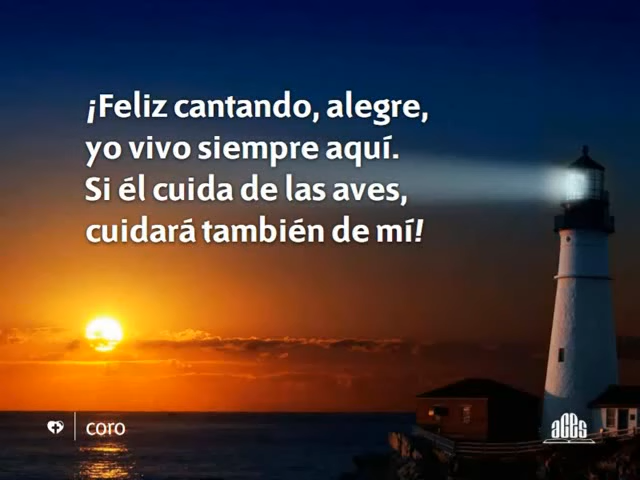 ¡Feliz cantando, alegre,
yo vivo siempre aquí.
Si él cuida de las aves,
cuidará también de mí!
coro
aces